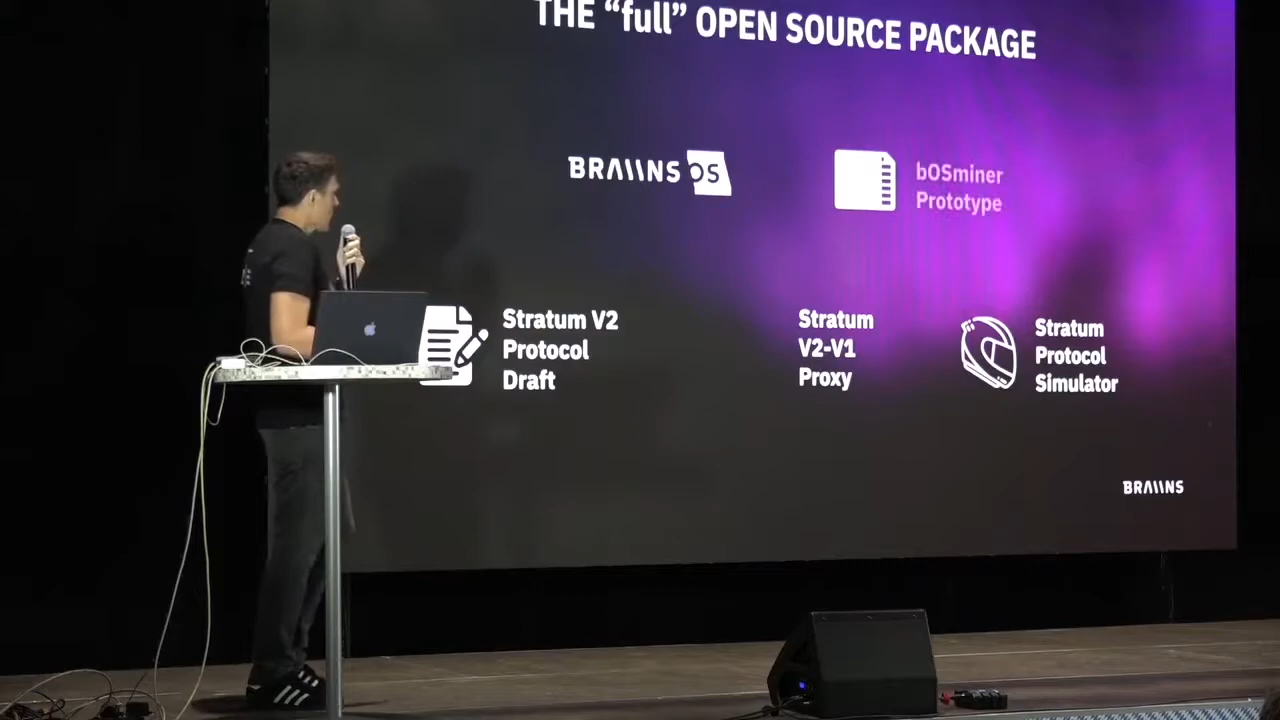 THE “full” OPEN SOURCE PACKAGE
BRAIINS OS
bOSminer
Prototype
Stratum V2
Protocol
Draft
Stratum
V2-V1
Proxy
Stratum
Protocol
Simulator
BRAIINS